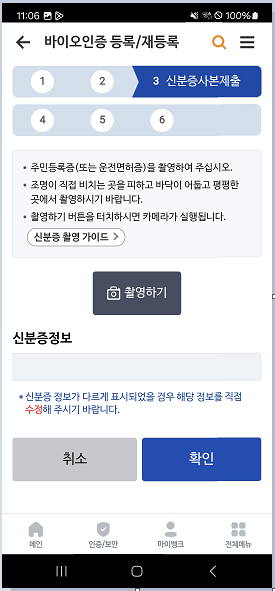 11:06 100%
바이오인증 등록/재등록
1 2 3 신분증사본제출
4 5 6
• 주민등록증(또는 운전면허증)을 촬영하여 주십시오.
• 조명이 직접 비치는 곳을 피하고 바닥이 어둡고 평평한
곳에서 촬영하시기 바랍니다.
• 촬영하기 버튼을 터치하시면 카메라가 실행됩니다.
신분증 촬영 가이드 >
촬영하기
신분증정보
* 신분증 정보가 다르게 표시되었을 경우 해당 정보를 직접
수정해 주시기 바랍니다.
취소 확인
메인 인증/보안 마이뱅크 전체메뉴